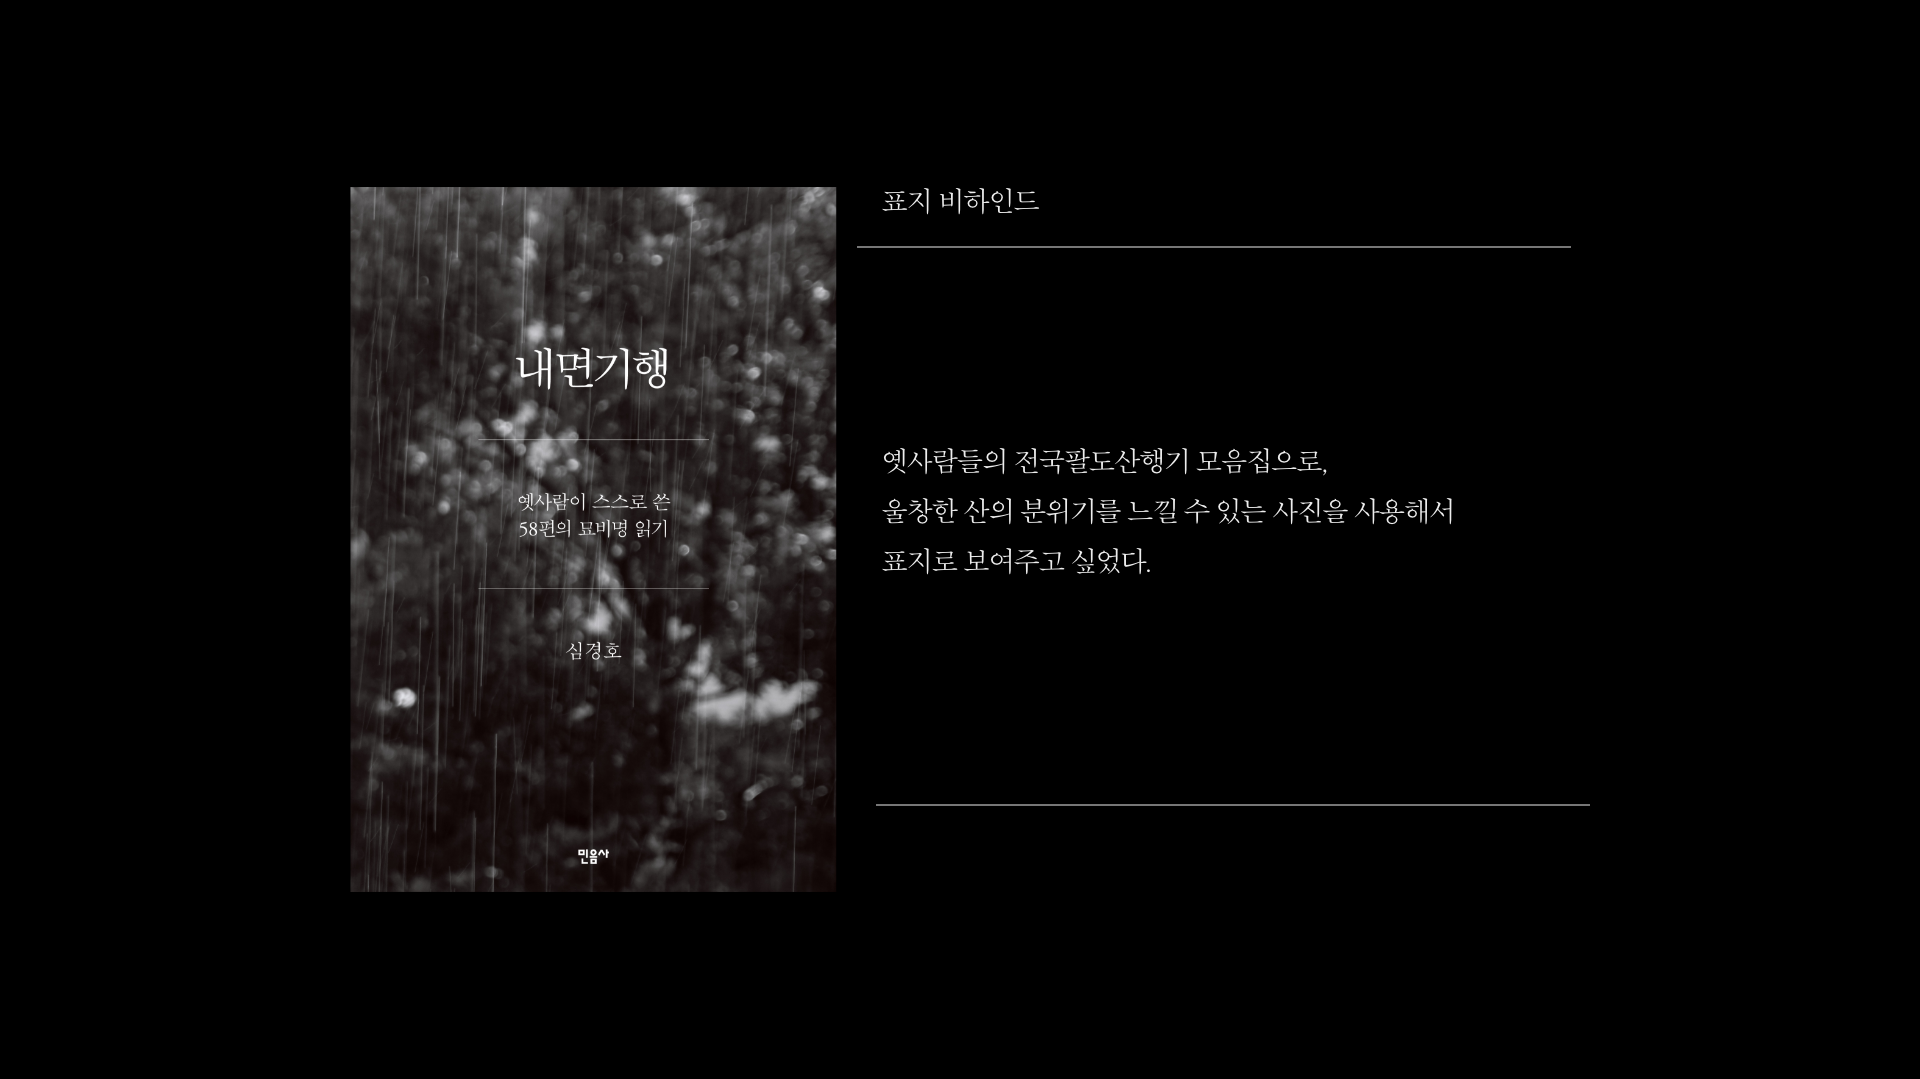 내면기행
옛사람이 스스로 쓴
58편의 묘비명 읽기
심경호
민음사
표지 비하인드
옛사람들의 전국팔도산행기 모음집으로,
울창한 산의 분위기를 느낄 수 있는 사진을 사용해서
표지로 보여주고 싶었다.